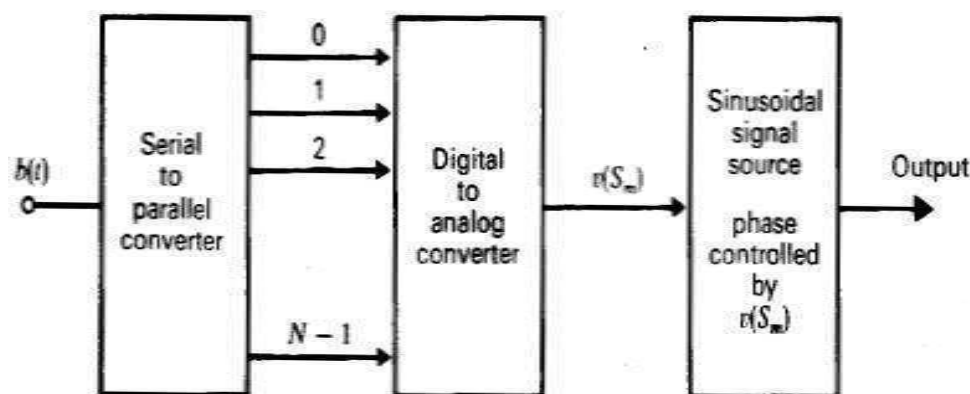 b(t)
Serial
to
parallel
converter
0
1
2
N – 1
Digital
to
analog
converter
v(Sₘ)
Sinusoidal
signal
source
phase
controlled
by
v(Sₘ)
Output